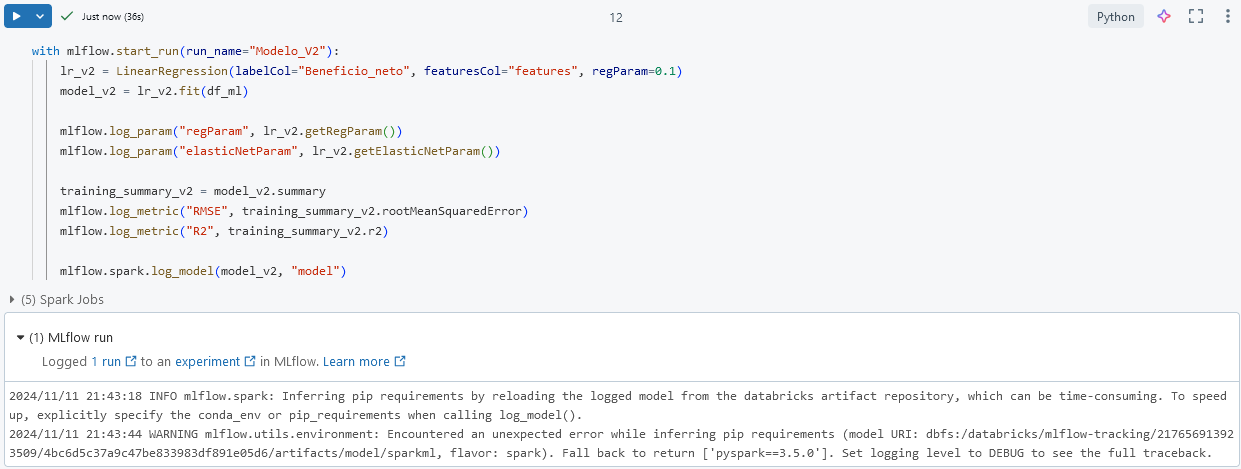 Just now (36s)
12
Python
with mlflow.start_run(run_name="Modelo_V2"):
    lr_v2 = LinearRegression(labelCol="Beneficio_neto", featuresCol="features", regParam=0.1)
    model_v2 = lr_v2.fit(df_ml)
    mlflow.log_param("regParam", lr_v2.getRegParam())
    mlflow.log_param("elasticNetParam", lr_v2.getElasticNetParam())
    training_summary_v2 = model_v2.summary
    mlflow.log_metric("RMSE", training_summary_v2.rootMeanSquaredError)
    mlflow.log_metric("R2", training_summary_v2.r2)
    mlflow.spark.log_model(model_v2, "model")
(5) Spark Jobs
(1) MLflow run
Logged 1 run to an experiment in MLflow. Learn more
2024/11/11 21:43:18 INFO mlflow.spark: Inferring pip requirements by reloading the logged model from the databricks artifact repository, which can be time-consuming. To speed
up, explicitly specify the conda_env or pip_requirements when calling log_model().
2024/11/11 21:43:44 WARNING mlflow.utils.environment: Encountered an unexpected error while inferring pip requirements (model URI: dbfs:/databricks/mlflow-tracking/21765691392
3509/4bc6d5c37a9c47be833983df891e05d6/artifacts/model/sparkml, flavor: spark). Fall back to return ['pyspark==3.5.0']. Set logging level to DEBUG to see the full traceback.